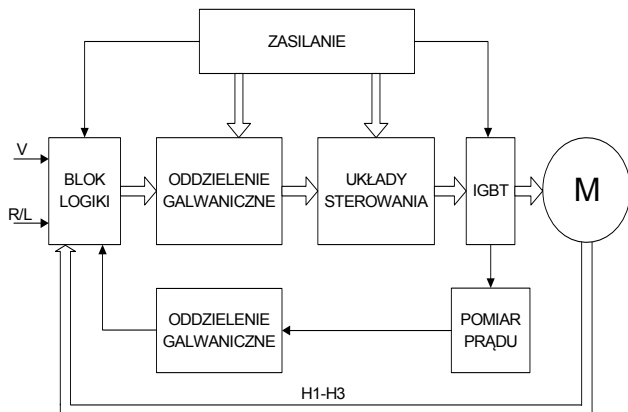 ZASILANIE
V
R/L
BLOK
LOGIKI
ODDZIELENIE
GALWANICZNE
UKŁADY
STEROWANIA
IGBT
M
ODDZIELENIE
GALWANICZNE
POMIAR
PRĄDU
H1-H3